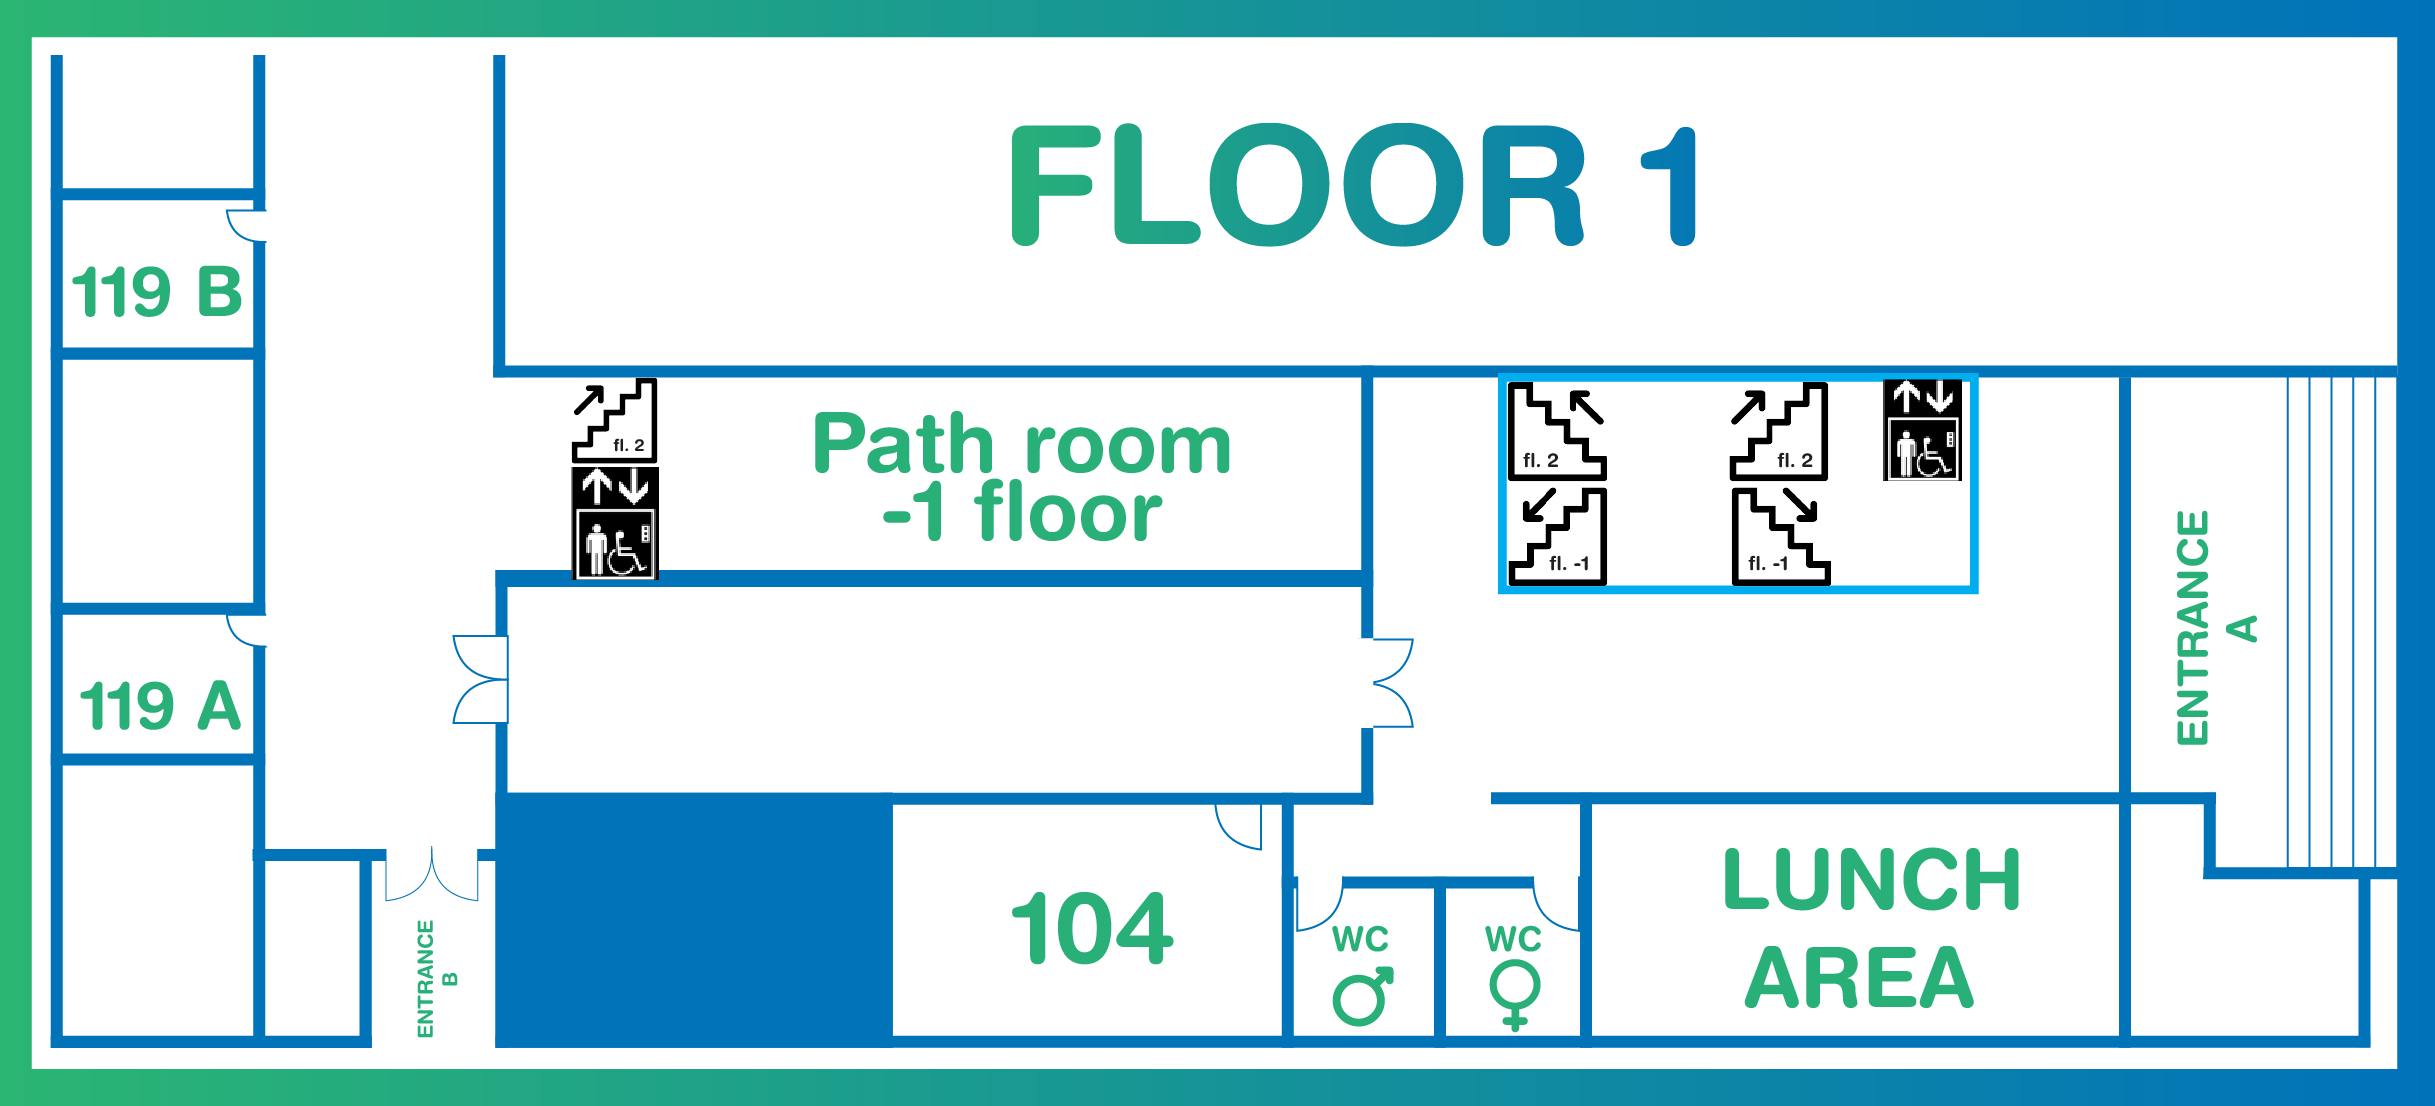 FLOOR 1
119 B
fl. 2
Path room
-1 floor
fl. 2
fl. 2
fl. -1
fl. -1
ENTRANCE
A
119 A
104
WC
WC
LUNCH
AREA
ENTRANCE
B